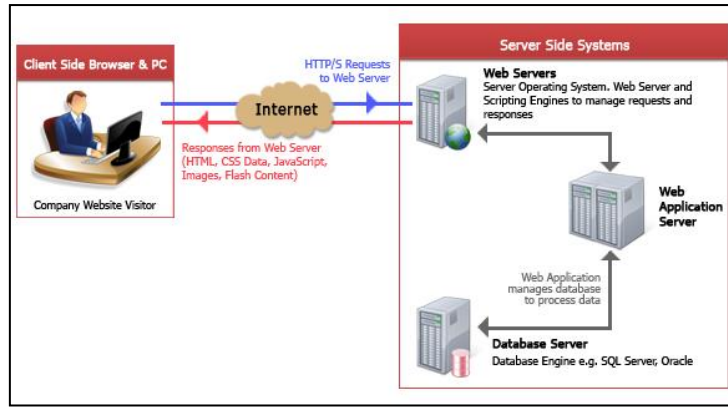 Client Side Browser & PC
Company Website Visitor
HTTP/S Requests
to Web Server
Internet
Responses from Web Server
(HTML, CSS Data, JavaScript,
Images, Flash Content)
Server Side Systems
Web Servers
Server Operating System. Web Server and
Scripting Engines to manage requests and
responses
Web
Application
Server
Web Application
manages database
to process data
Database Server
Database Engine e.g. SQL Server, Oracle